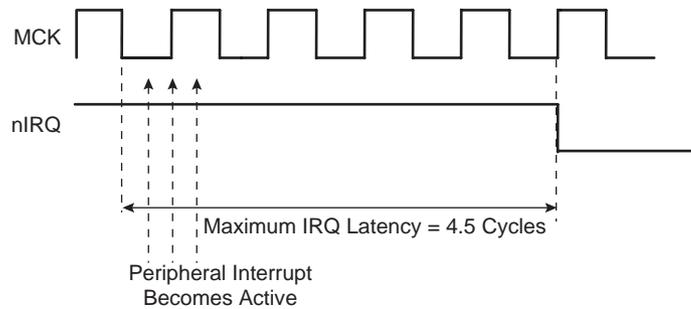 MCK
nIRQ
Maximum IRQ Latency = 4.5 Cycles
Peripheral Interrupt
Becomes Active